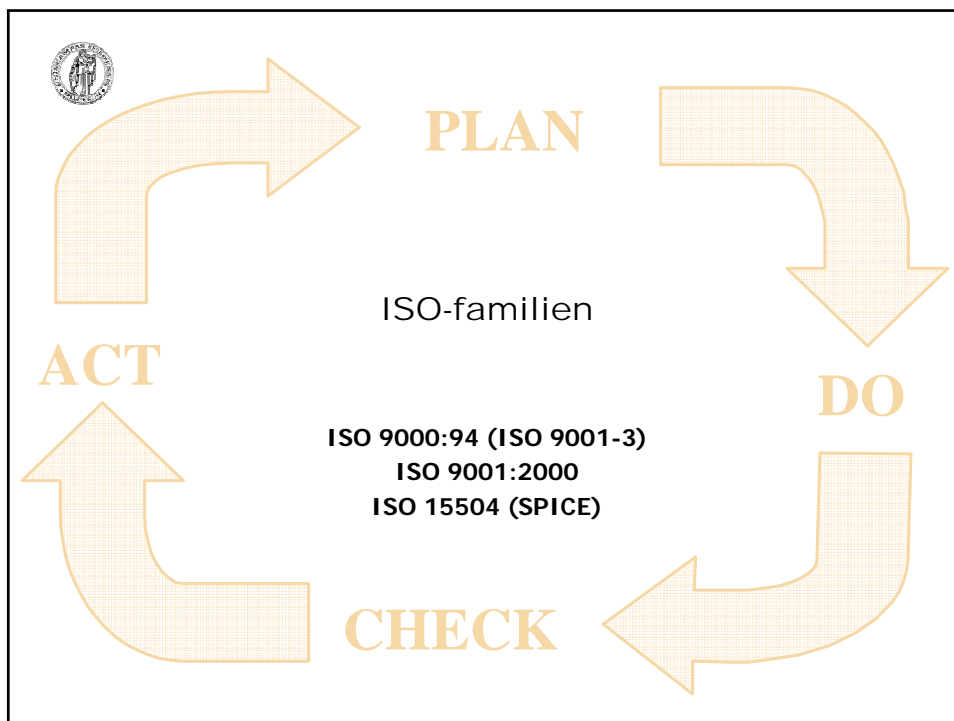 PLAN
ISO-familien
ACT
DO
ISO 9000:94 (ISO 9001-3)
ISO 9001:2000
ISO 15504 (SPICE)
CHECK